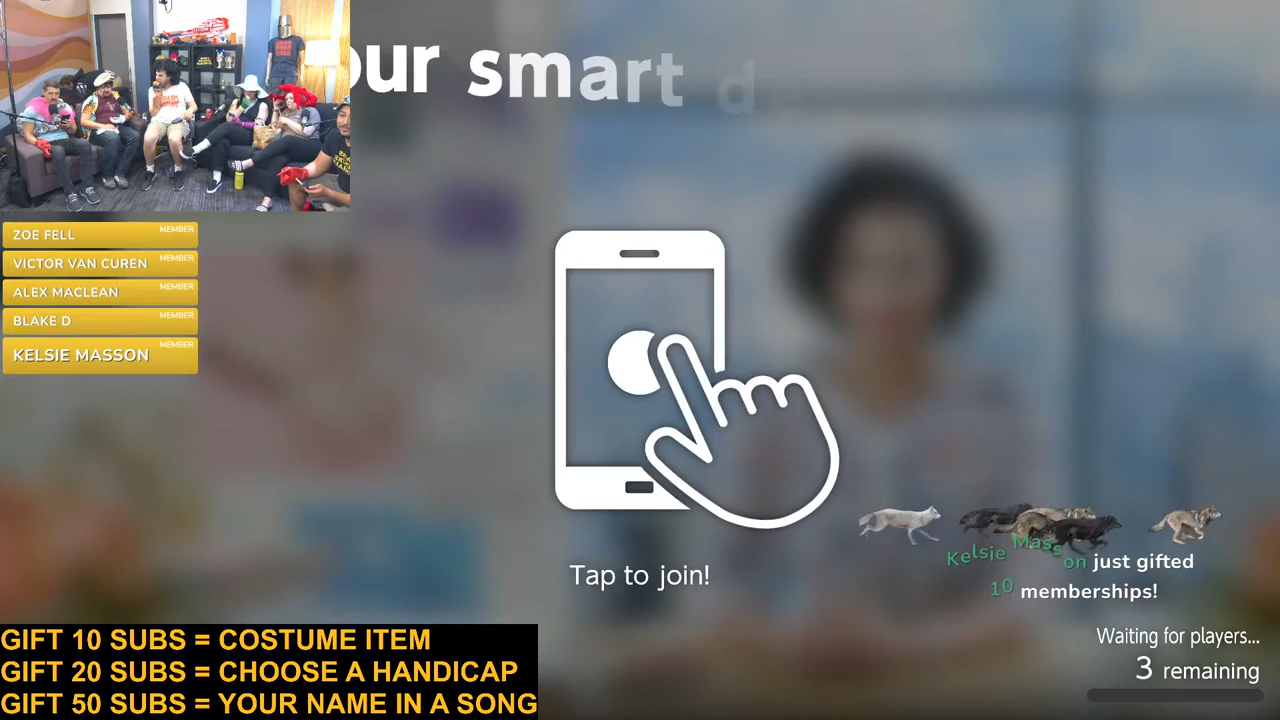 our smart d
ZOE FELL MEMBER
VICTOR VAN CUREN MEMBER
ALEX MACLEAN MEMBER
BLAKE D MEMBER
KELSIE MASSON MEMBER
Tap to join!
Kelsie Masson just gifted
10 memberships!
Waiting for players...
3 remaining
GIFT 10 SUBS = COSTUME ITEM
GIFT 20 SUBS = CHOOSE A HANDICAP
GIFT 50 SUBS = YOUR NAME IN A SONG